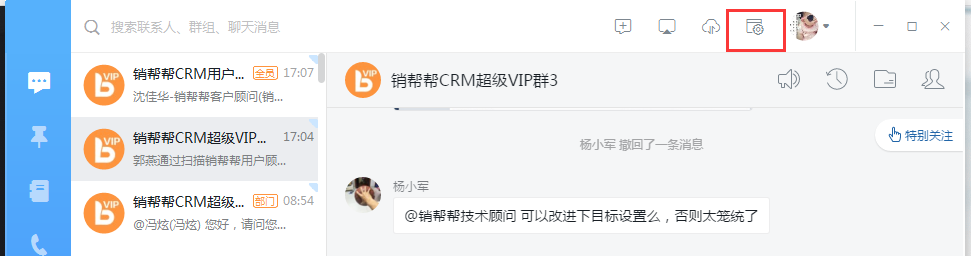 搜索联系人、群组、聊天消息
销帮帮CRM用户... 全员 17:07
沈佳华-销帮帮客户顾问(销...
销帮帮CRM超级VIP... 17:04
郭燕通过扫描销帮帮用户顾...
销帮帮CRM超级... 部门 08:54
@冯炫(冯炫) 您好，请问您...
VIP
VIP
VIP
VIP 销帮帮CRM超级VIP群3
杨小军 撤回了一条消息
特别关注
杨小军
@销帮帮技术顾问 可以改进下目标设置么，否则太笼统了